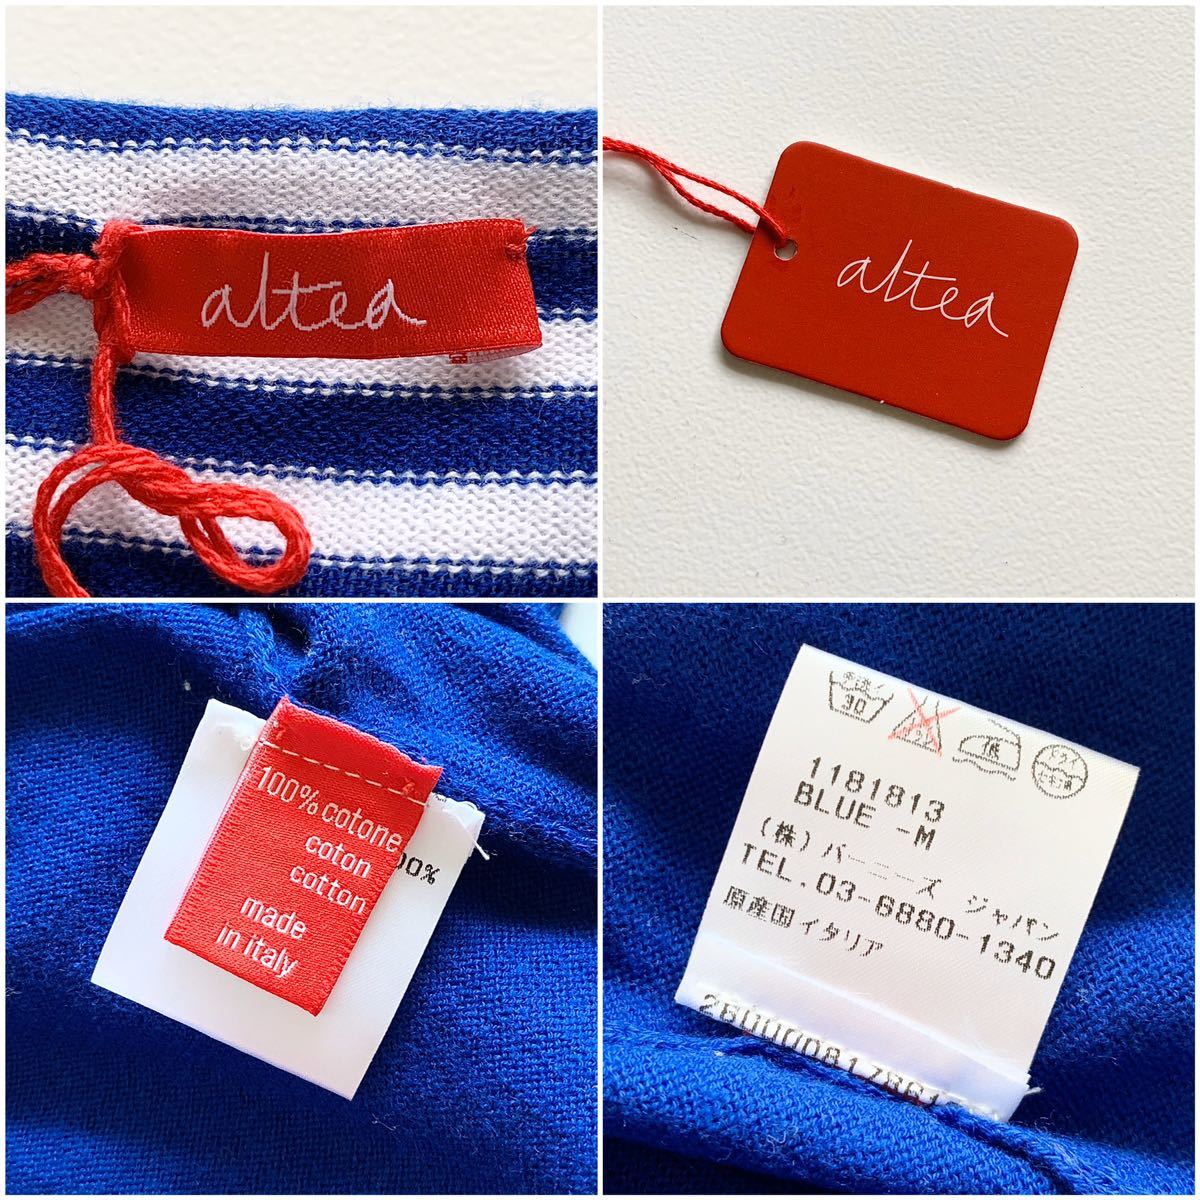 altea
altea
100% cotone
coton
cotton
made
in italy
00%
30
1181813
BLUE -M
(株)バーニーズ ジャパン
TEL. 03-6880-1340
原産国イタリア